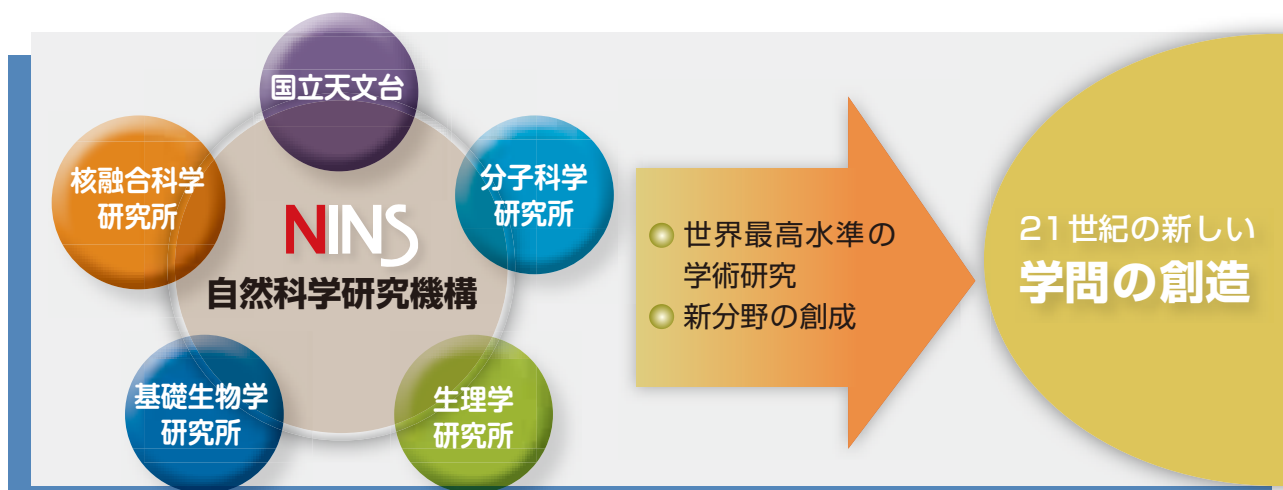 国立天文台
核融合科学
研究所
分子科学
研究所
NINS
自然科学研究機構
基礎生物学
研究所
生理学
研究所
世界最高水準の
学術研究
新分野の創成
21世紀の新しい
学問の創造